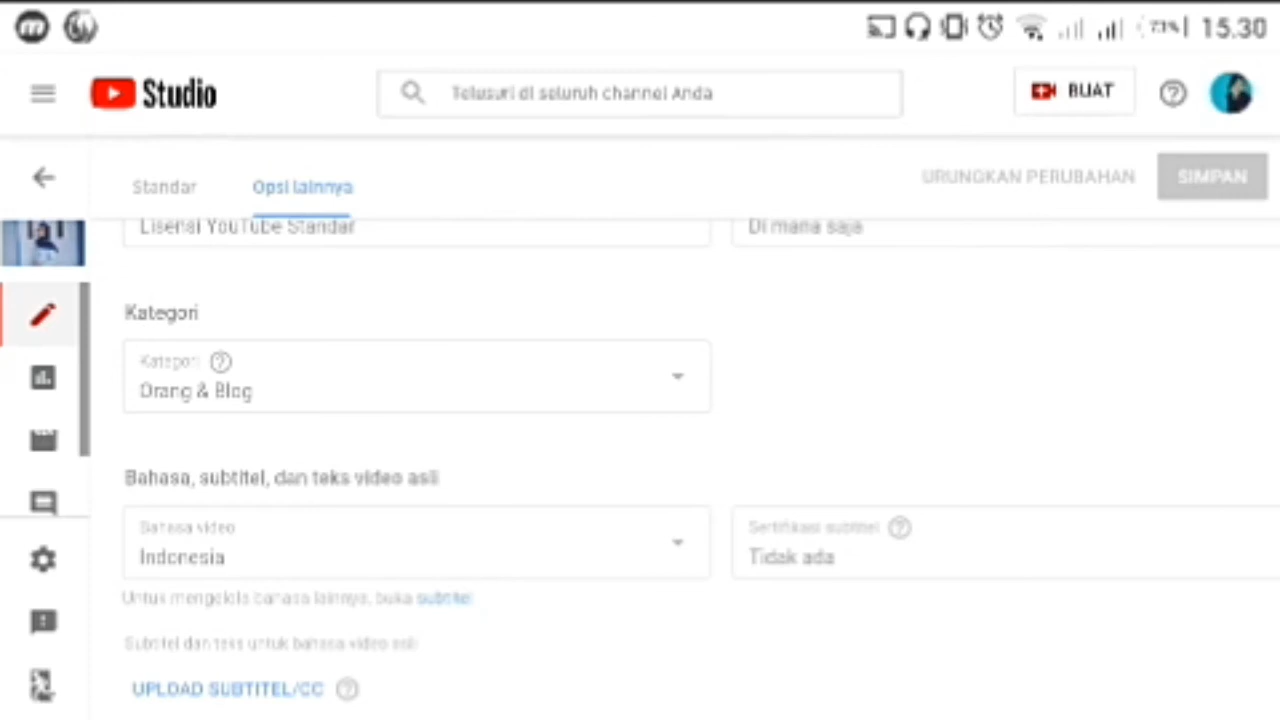 15.30
Studio
Telusuri di seluruh channel Anda
BUAT
Standar
Opsi lainnya
URUNGKAN PERUBAHAN
SIMPAN
Lisensi YouTube Standar
Di mana saja
Kategori
Kategori
Orang & Blog
Bahasa, subtitel, dan teks video asli
Bahasa video
Indonesia
Sertifikasi subtitel
Tidak ada
Untuk mengelola bahasa lainnya, buka subtitel
Subtitel dan teks untuk bahasa video asli
UPLOAD SUBTITEL/CC